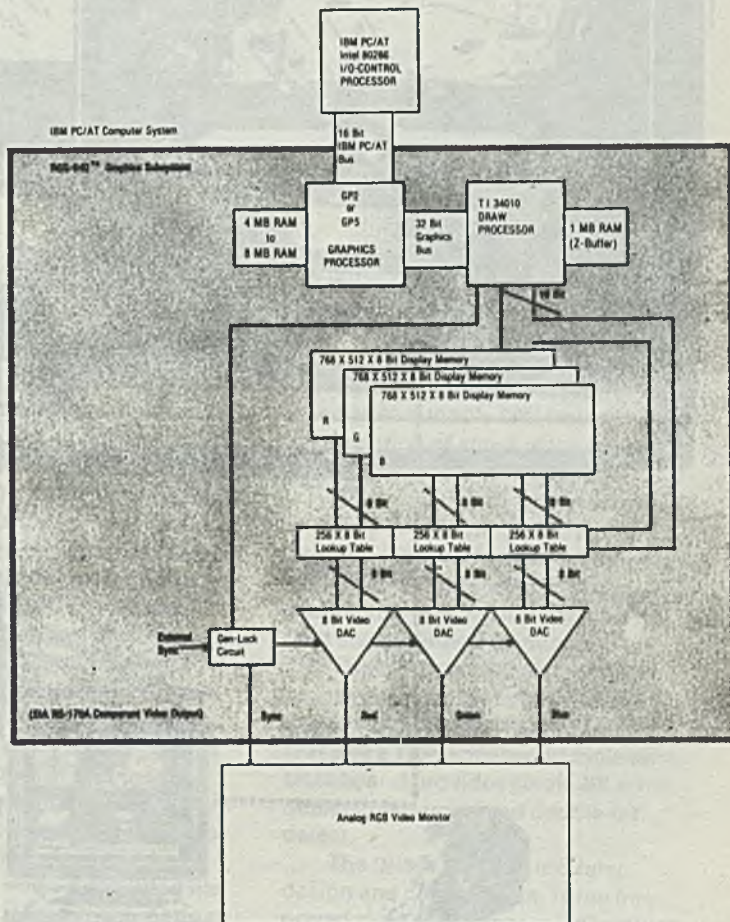 IBM PC/AT
Intel 80286
I/O-CONTROL
PROCESSOR
IBM PC/AT Computer System
16 Bit
IBM PC/AT
Bus
Graphics Subsystem
4 MB RAM
to
8 MB RAM
GP2
or
GP5
GRAPHICS
PROCESSOR
32 Bit
Graphics
Bus
TI 34010
DRAW
PROCESSOR
1 MB RAM
(Z-Buffer)
16 Bit
768 X 512 X 8 Bit Display Memory
768 X 512 X 8 Bit Display Memory
768 X 512 X 8 Bit Display Memory
R
G
B
8 Bit
8 Bit
8 Bit
256 X 8 Bit
Lookup Table
256 X 8 Bit
Lookup Table
256 X 8 Bit
Lookup Table
8 Bit
8 Bit
8 Bit
8 Bit Video
DAC
8 Bit Video
DAC
8 Bit Video
DAC
External
Sync
Gen-Lock
Circuit
(EIA RS-170A Component Video Output)
Sync
Red
Green
Blue
Analog RGB Video Monitor